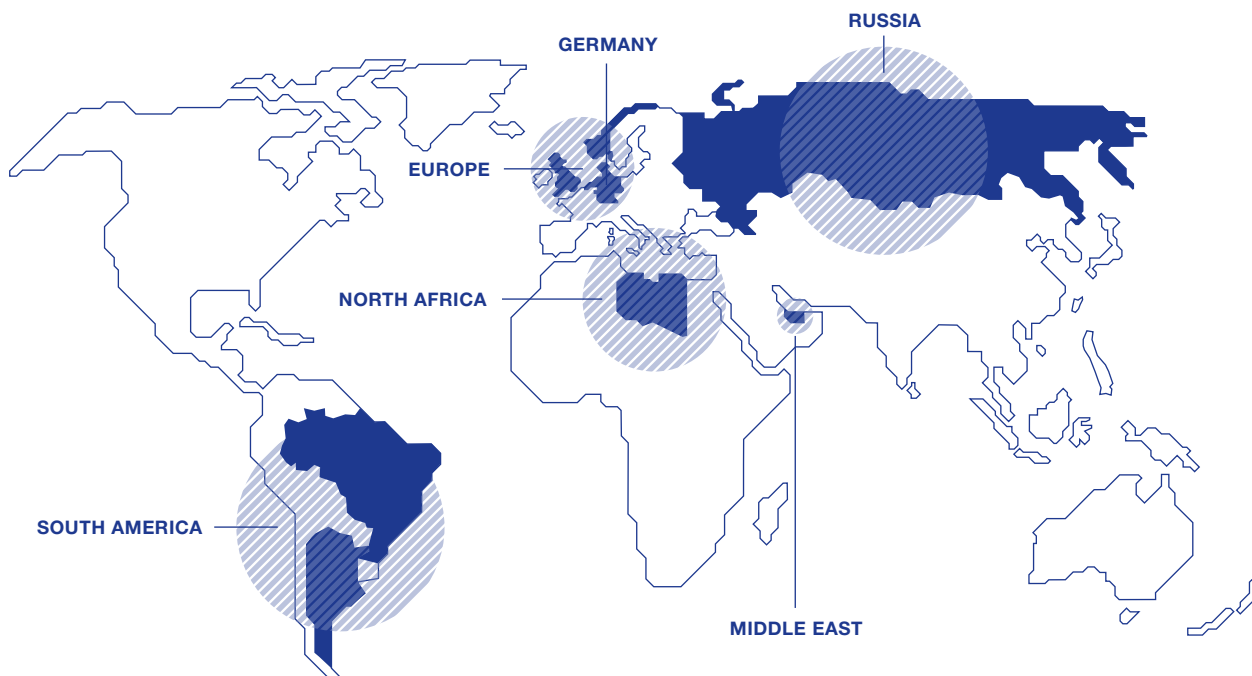 RUSSIA
GERMANY
EUROPE
NORTH AFRICA
SOUTH AMERICA
MIDDLE EAST